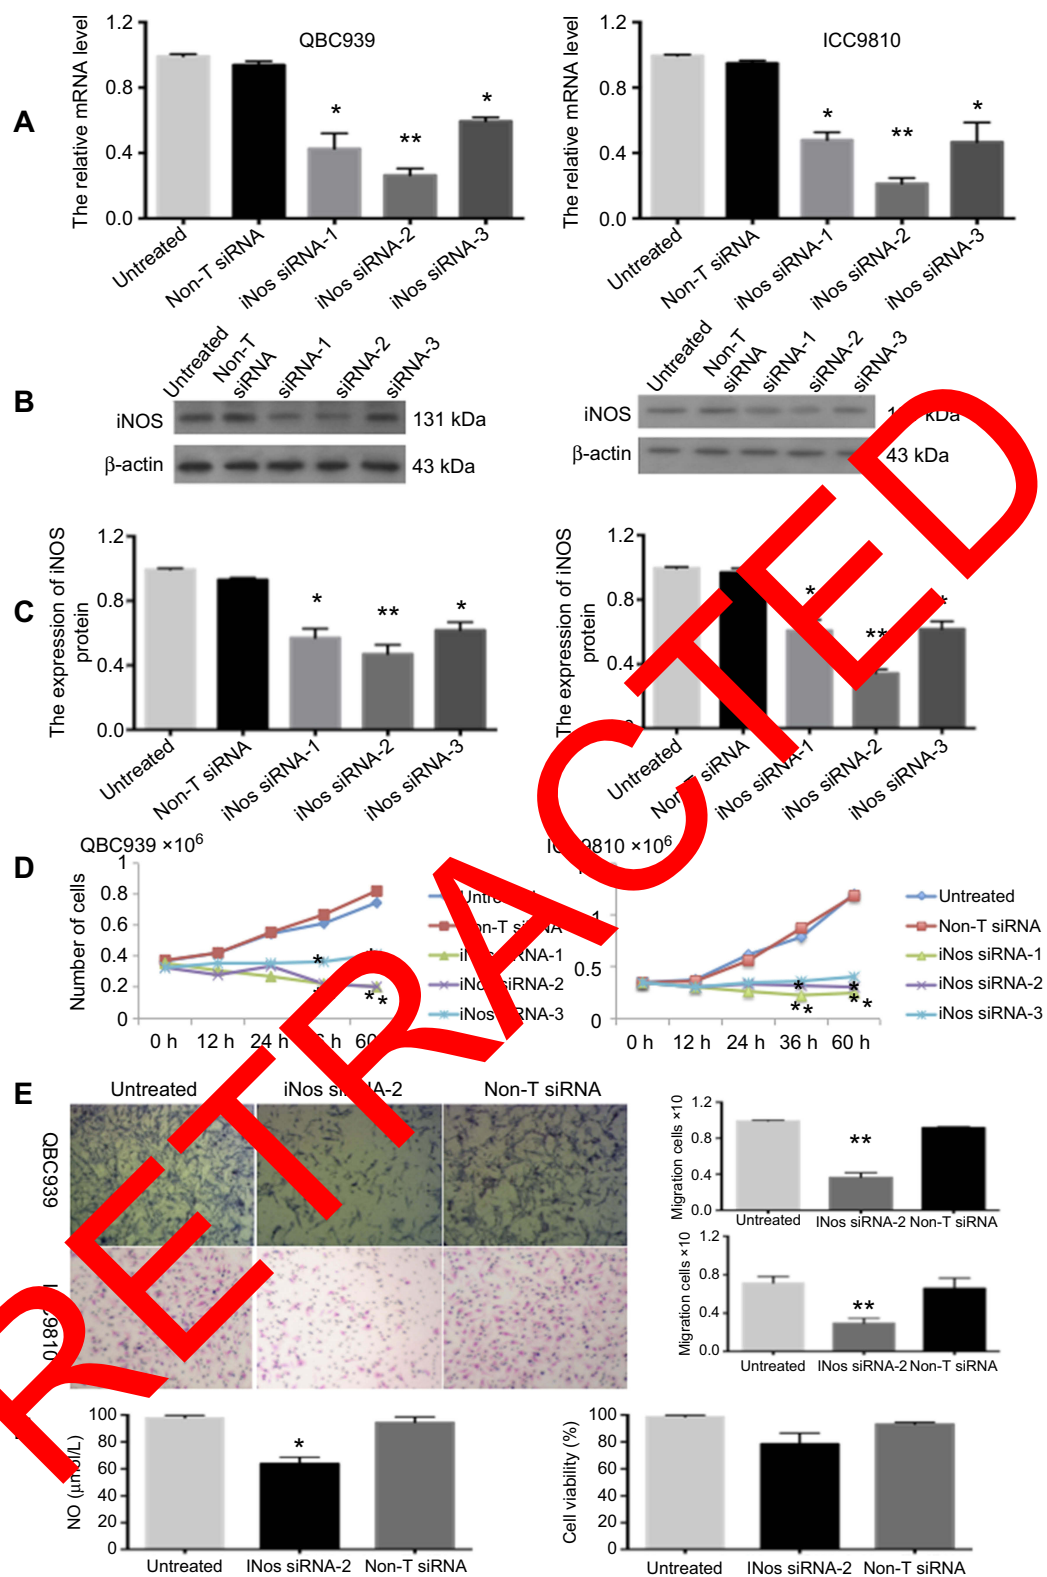 A
QBC939
The relative mRNA level
1.2
0.8
0.4
0.0
* ** *
Untreated
Non-T siRNA
iNos siRNA-1
iNos siRNA-2
iNos siRNA-3
ICC9810
The relative mRNA level
1.2
0.8
0.4
0.0
* ** *
Untreated
Non-T siRNA
iNos siRNA-1
iNos siRNA-2
iNos siRNA-3
B
Untreated
Non-T
siRNA
siRNA-1
siRNA-2
siRNA-3
iNOS
131 kDa
β-actin
43 kDa
Untreated
Non-T
siRNA
siRNA-1
siRNA-2
siRNA-3
iNOS
kDa
β-actin
43 kDa
C
The expression of iNOS
protein
1.2
0.8
0.4
0.0
* ** *
Untreated
Non-T siRNA
iNos siRNA-1
iNos siRNA-2
iNos siRNA-3
The expression of iNOS
protein
1.2
0.8
0.4
* ** *
Untreated
Non-T siRNA
iNos siRNA-1
iNos siRNA-2
iNos siRNA-3
D
QBC939 ×10⁶
Number of cells
1
0.8
0.6
0.4
0.2
0
0 h 12 h 24 h
* * *
Non-T siRNA
iNos siRNA-1
iNos siRNA-2
iNos siRNA-3
9810 ×10⁶
1
0.5
0
0 h 12 h 24 h 36 h 60 h
* * * * * *
Untreated
Non-T siRNA
iNos siRNA-1
iNos siRNA-2
iNos siRNA-3
E
Untreated
iNos siRNA-2
Non-T siRNA
QBC939
Migration cells ×10
1.2
0.8
0.4
0.0
**
Untreated INos siRNA-2 Non-T siRNA
Migration cells ×10
1.2
0.8
0.4
0.0
**
Untreated INos siRNA-2 Non-T siRNA
NO (μmol/L)
100
80
60
40
20
0
*
Untreated INos siRNA-2 Non-T siRNA
Cell viability (%)
100
80
60
40
20
0
Untreated INos siRNA-2 Non-T siRNA
RETRACTED